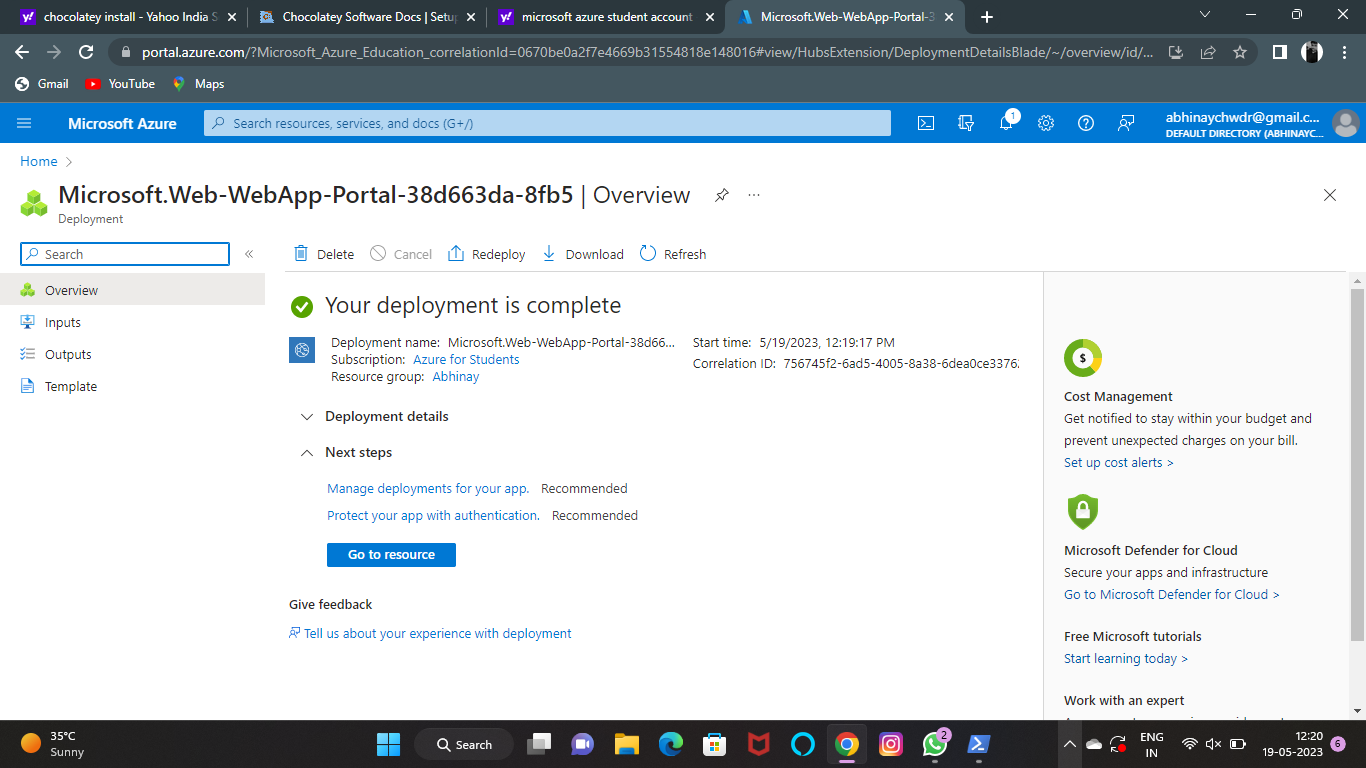 chocolatey install - Yahoo India S
Chocolatey Software Docs | Setup
microsoft azure student account
Microsoft.Web-WebApp-Portal-3
portal.azure.com/?Microsoft_Azure_Education_correlationId=0670be0a2f7e4669b31554818e148016#view/HubsExtension/DeploymentDetailsBlade/~/overview/id/...
Gmail
YouTube
Maps
Microsoft Azure
Search resources, services, and docs (G+/)
1
abhinaychwdr@gmail.c...
DEFAULT DIRECTORY (ABHINAYC...
Home
Microsoft.Web-WebApp-Portal-38d663da-8fb5 | Overview
Deployment
Search
Overview
Inputs
Outputs
Template
Delete
Cancel
Redeploy
Download
Refresh
Your deployment is complete
Deployment name: Microsoft.Web-WebApp-Portal-38d66...
Subscription: Azure for Students
Resource group: Abhinay
Start time: 5/19/2023, 12:19:17 PM
Correlation ID: 756745f2-6ad5-4005-8a38-6dea0ce3376
Deployment details
Next steps
Manage deployments for your app. Recommended
Protect your app with authentication. Recommended
Go to resource
Give feedback
Tell us about your experience with deployment
Cost Management
Get notified to stay within your budget and
prevent unexpected charges on your bill.
Set up cost alerts >
Microsoft Defender for Cloud
Secure your apps and infrastructure
Go to Microsoft Defender for Cloud >
Free Microsoft tutorials
Start learning today >
Work with an expert
35°C
Sunny
Search
2
ENG
IN
12:20
19-05-2023
6